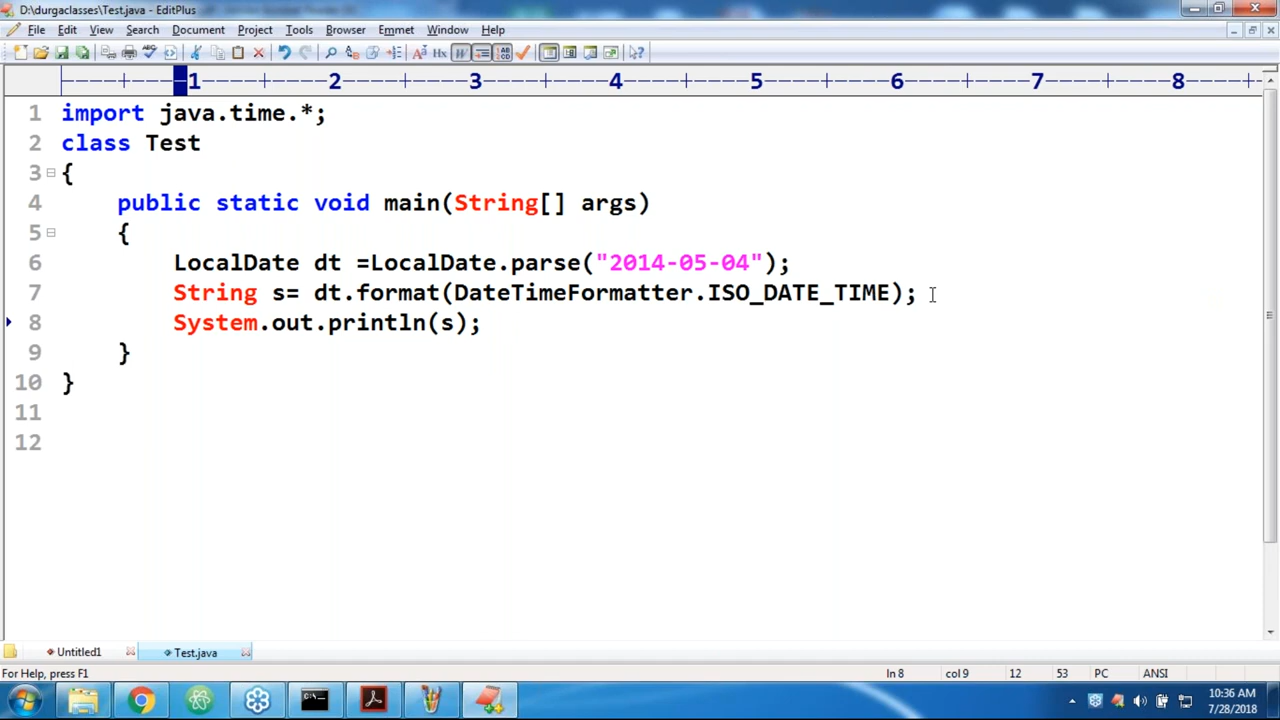 D:\durgaclasses\Test.java - EditPlus
File Edit View Search Document Project Tools Browser Emmet Window Help
----+----1----+----2----+----3----+----4----+----5----+----6----+----7----+----8----+
1 import java.time.*;
2 class Test
3 {
4 public static void main(String[] args)
5 {
6 LocalDate dt =LocalDate.parse("2014-05-04");
7 String s= dt.format(DateTimeFormatter.ISO_DATE_TIME);
8 System.out.println(s);
9 }
10 }
11
12
Untitled1 Test.java
For Help, press F1 ln 8 col 9 12 53 PC ANSI
10:36 AM
7/28/2018